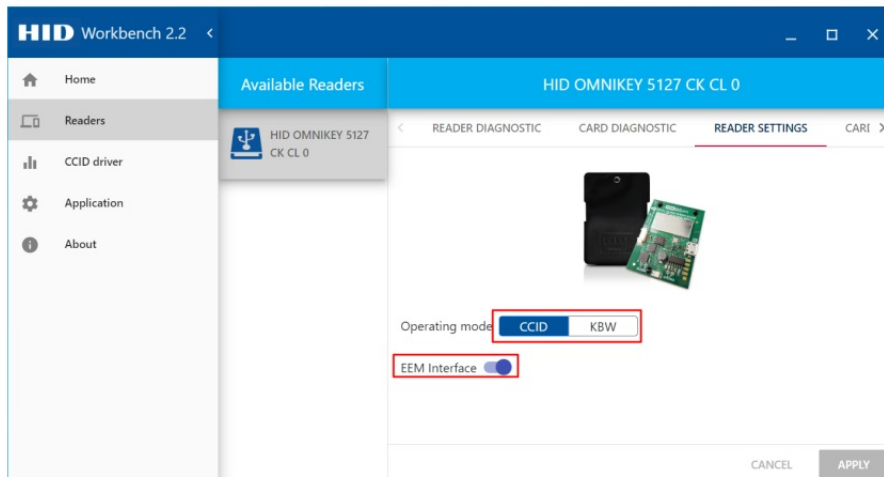 HID Workbench 2.2 <
Home
Readers
CCID driver
Application
About
Available Readers
HID OMNIKEY 5127
CK CL 0
HID OMNIKEY 5127 CK CL 0
READER DIAGNOSTIC
CARD DIAGNOSTIC
READER SETTINGS
CARD
Operating mode
CCID
KBW
EEM Interface
CANCEL
APPLY